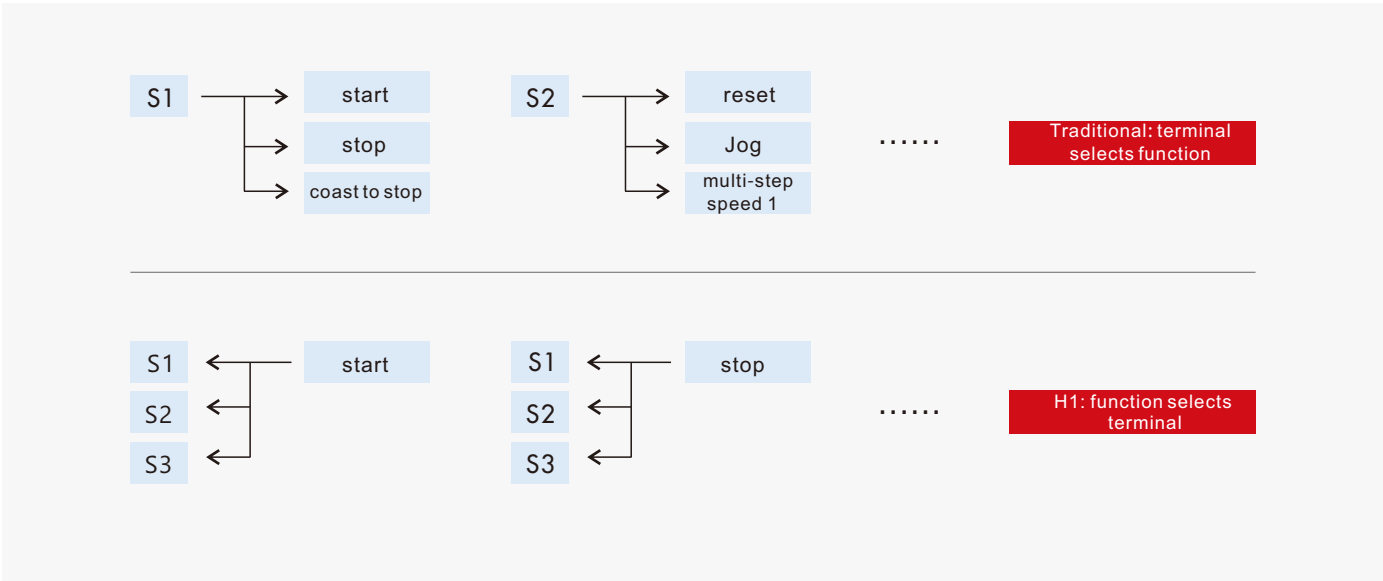 S1
start
stop
coast to stop
S2
reset
Jog
multi-step
speed 1
......
Traditional: terminal
selects function
S1
S2
S3
start
S1
S2
S3
stop
......
H1: function selects
terminal